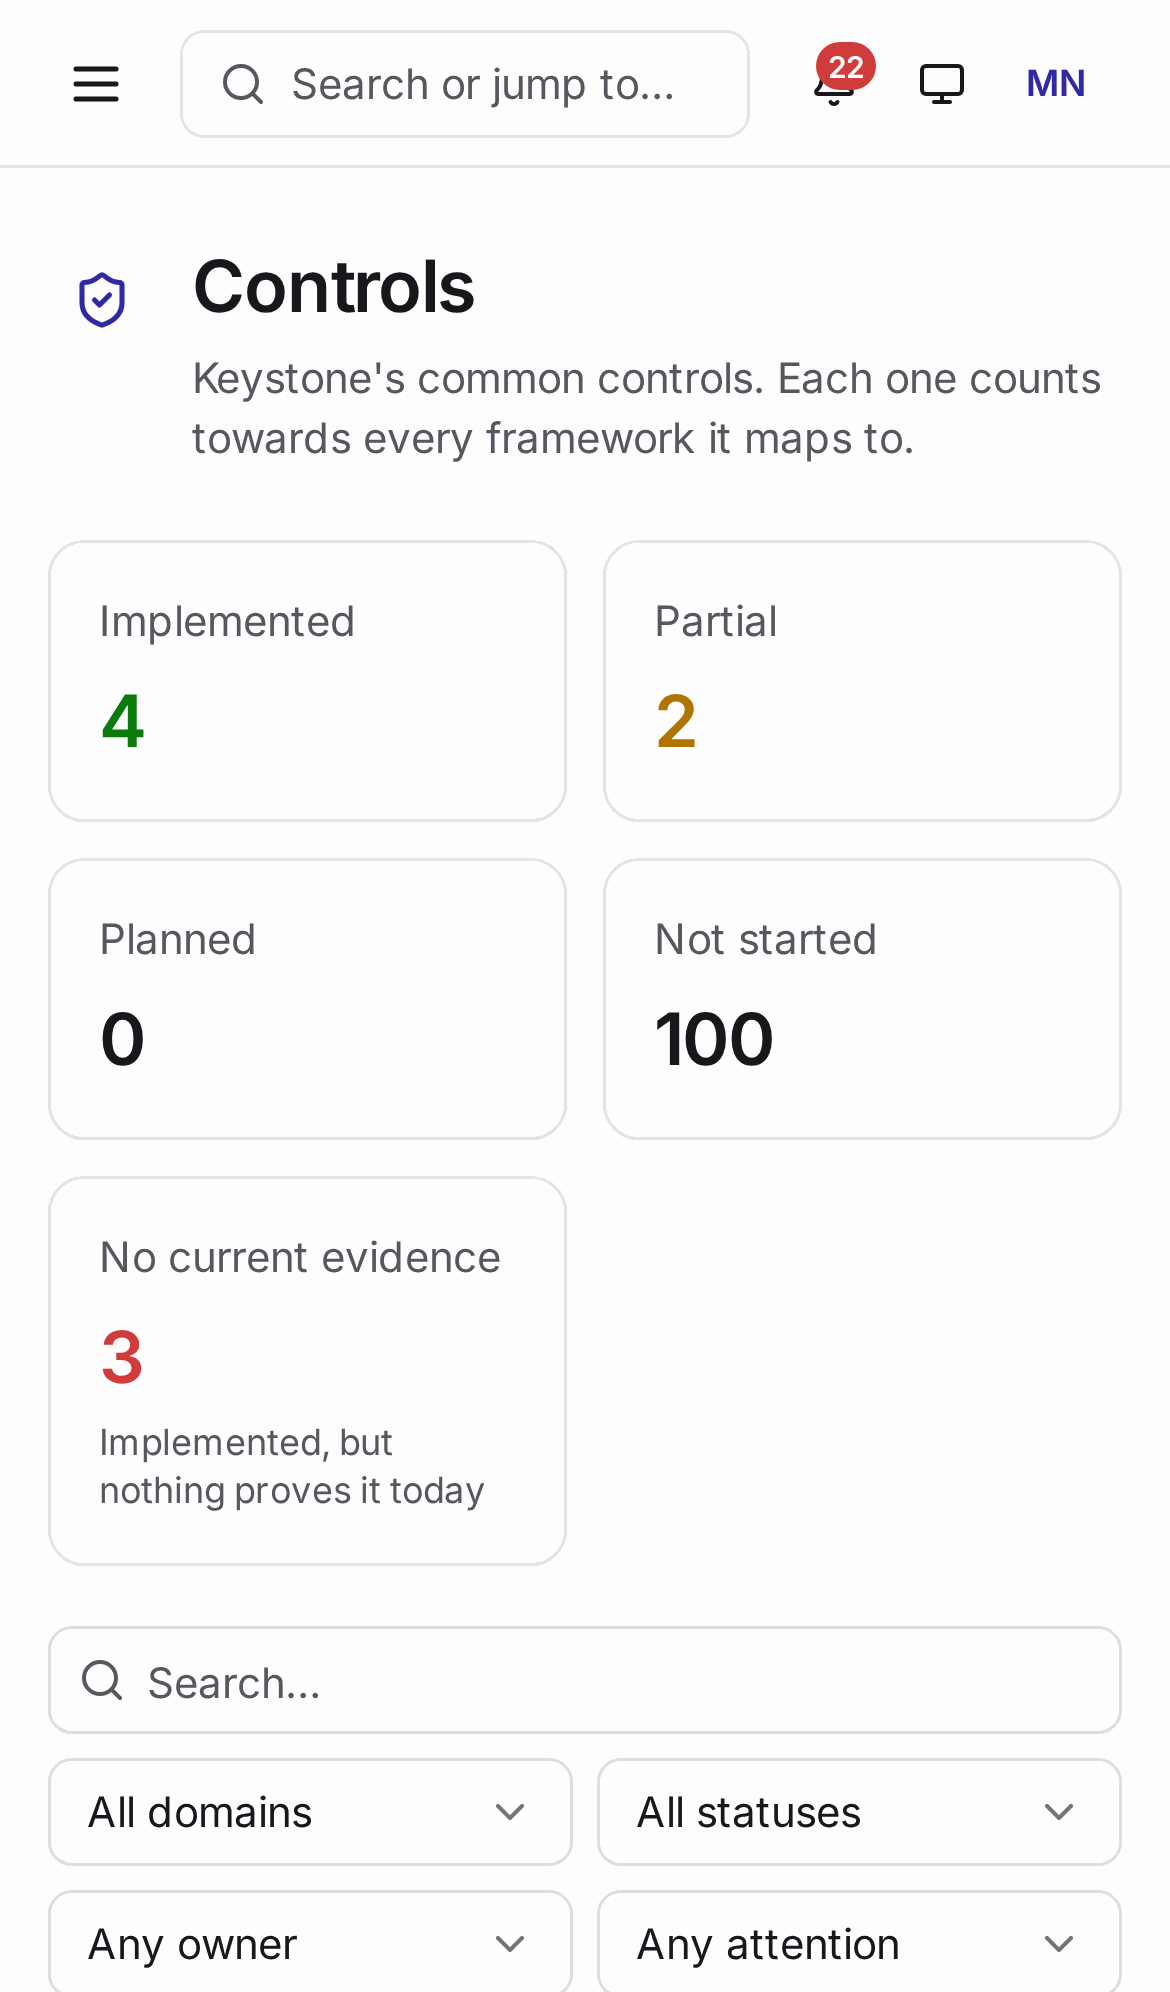 Search or jump to...
22
MN
Controls
Keystone's common controls. Each one counts
towards every framework it maps to.
Implemented
4
Partial
2
Planned
0
Not started
100
No current evidence
3
Implemented, but
nothing proves it today
Search...
All domains
All statuses
Any owner
Any attention